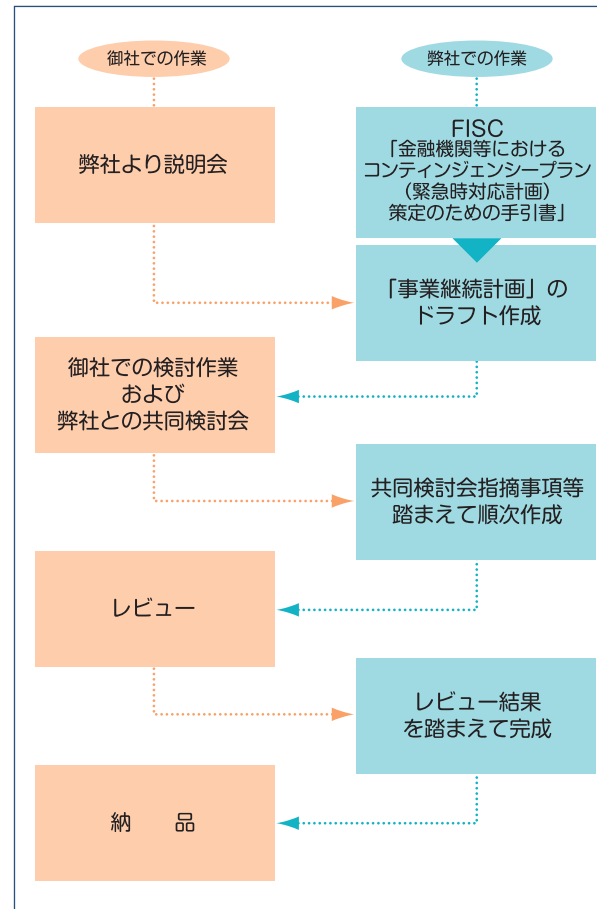 御社での作業
弊社での作業
弊社より説明会
FISC
「金融機関等における
コンティンジェンシープラン
(緊急時対応計画)
策定のための手引書」
「事業継続計画」の
ドラフト作成
御社での検討作業
および
弊社との共同検討会
共同検討会指摘事項等
踏まえて順次作成
レビュー
レビュー結果
を踏まえて完成
納　　品